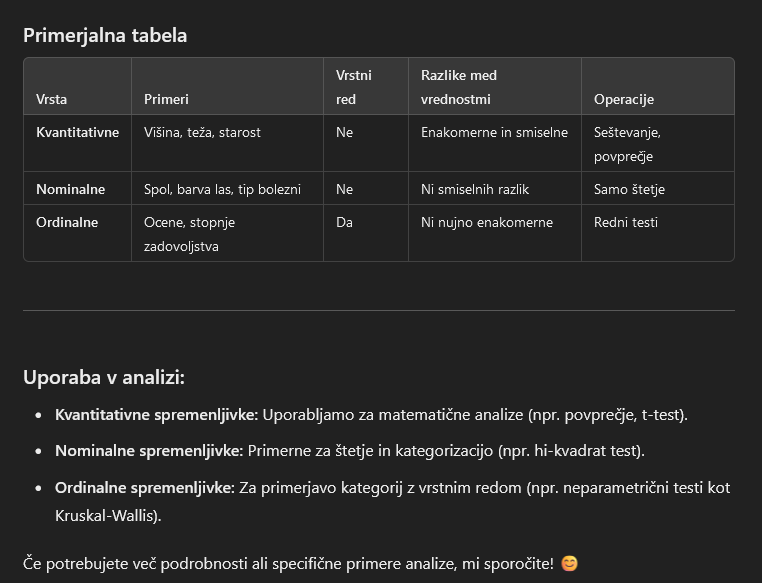 Primerjalna tabela
Vrsta Primeri Vrstni red Razlike med vrednostmi Operacije
Kvantitativne Višina, teža, starost Ne Enakomerne in smiselne Seštevanje, povprečje
Nominalne Spol, barva las, tip bolezni Ne Ni smiselnih razlik Samo štetje
Ordinalne Ocene, stopnje zadovoljstva Da Ni nujno enakomerne Redni testi
Uporaba v analizi:
• Kvantitativne spremenljivke: Uporabljamo za matematične analize (npr. povprečje, t-test).
• Nominalne spremenljivke: Primerne za štetje in kategorizacijo (npr. hi-kvadrat test).
• Ordinalne spremenljivke: Za primerjavo kategorij z vrstnim redom (npr. neparametrični testi kot
Kruskal-Wallis).
Če potrebujete več podrobnosti ali specifične primere analize, mi sporočite! 😊